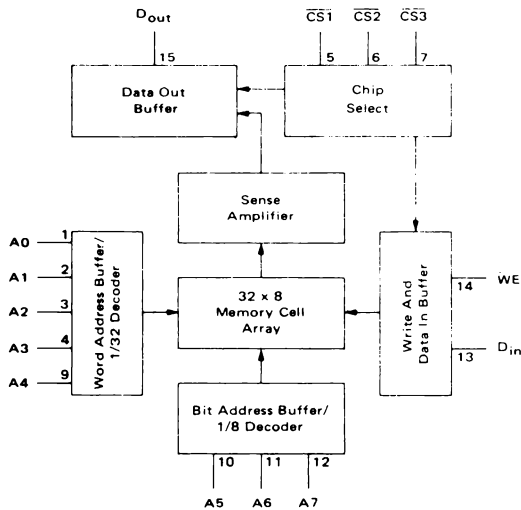 Dout
CS1 CS2 CS3
15
5 6 7
Data Out
Buffer
Chip
Select
Sense
Amplifier
A0 1
A1 2
A2 3
A3 4
A4 9
Word Address Buffer/
1/32 Decoder
32 x 8
Memory Cell
Array
Write And
Data In Buffer
14 WE
13 Din
Bit Address Buffer/
1/8 Decoder
10 11 12
A5 A6 A7